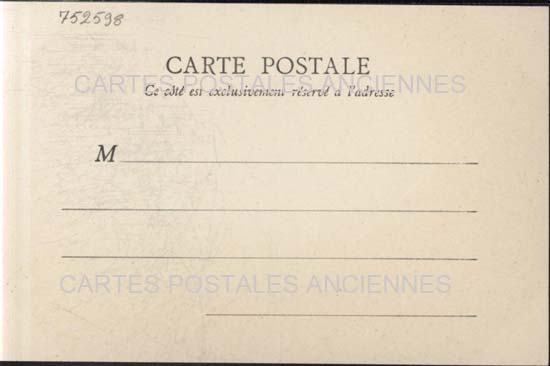 752598
CARTE POSTALE
CARTES POSTALES ANCIENNES
Ce côté est exclusivement réservé à l'adresse
M
CARTES POSTALES ANCIENNES